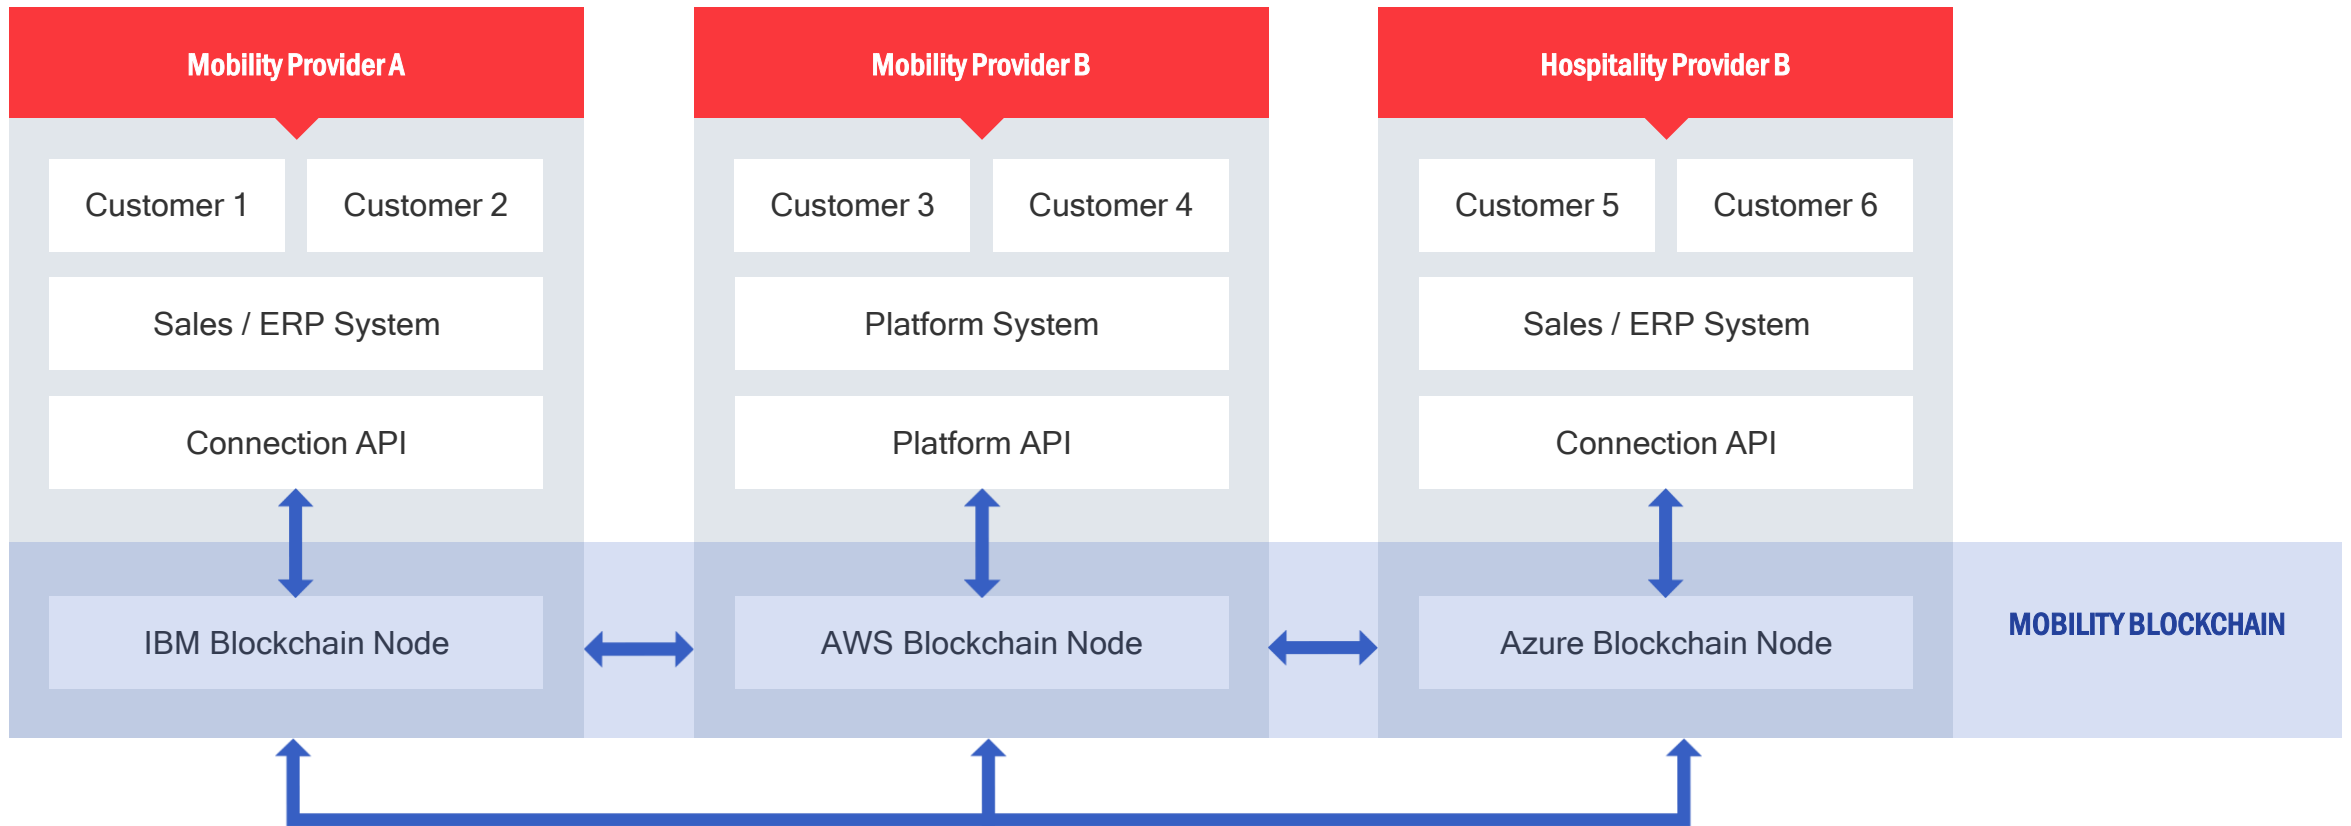 Mobility Provider A
Mobility Provider B
Hospitality Provider B
Customer 1
Customer 2
Customer 3
Customer 4
Customer 5
Customer 6
Sales / ERP System
Platform System
Sales / ERP System
Connection API
Platform API
Connection API
IBM Blockchain Node
AWS Blockchain Node
Azure Blockchain Node
MOBILITY BLOCKCHAIN